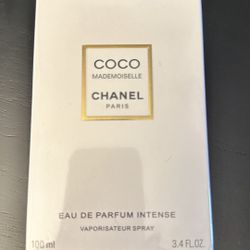 COCO
MADEMOISELLE
CHANEL
PARIS
EAU DE PARFUM INTENSE
VAPORISATEUR SPRAY
100 ml 3.4 FL.OZ.